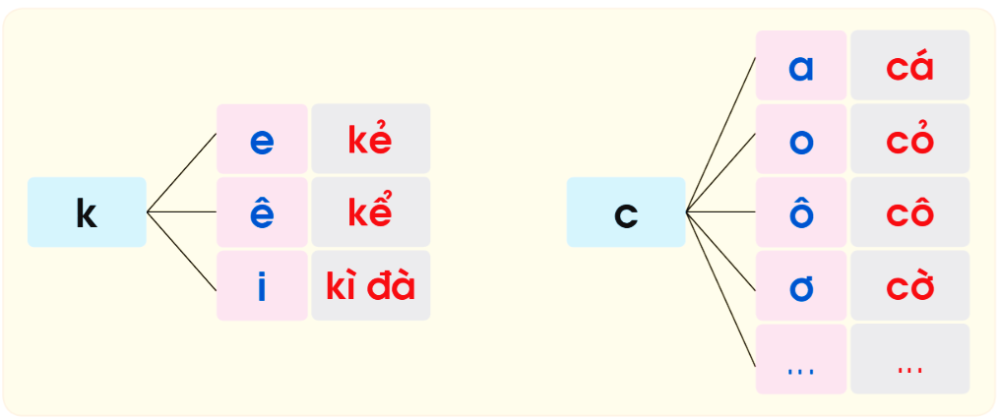 k
e kẻ
ê kể
i kì đà
c
a cá
o cỏ
ô cô
ơ cờ
... ...